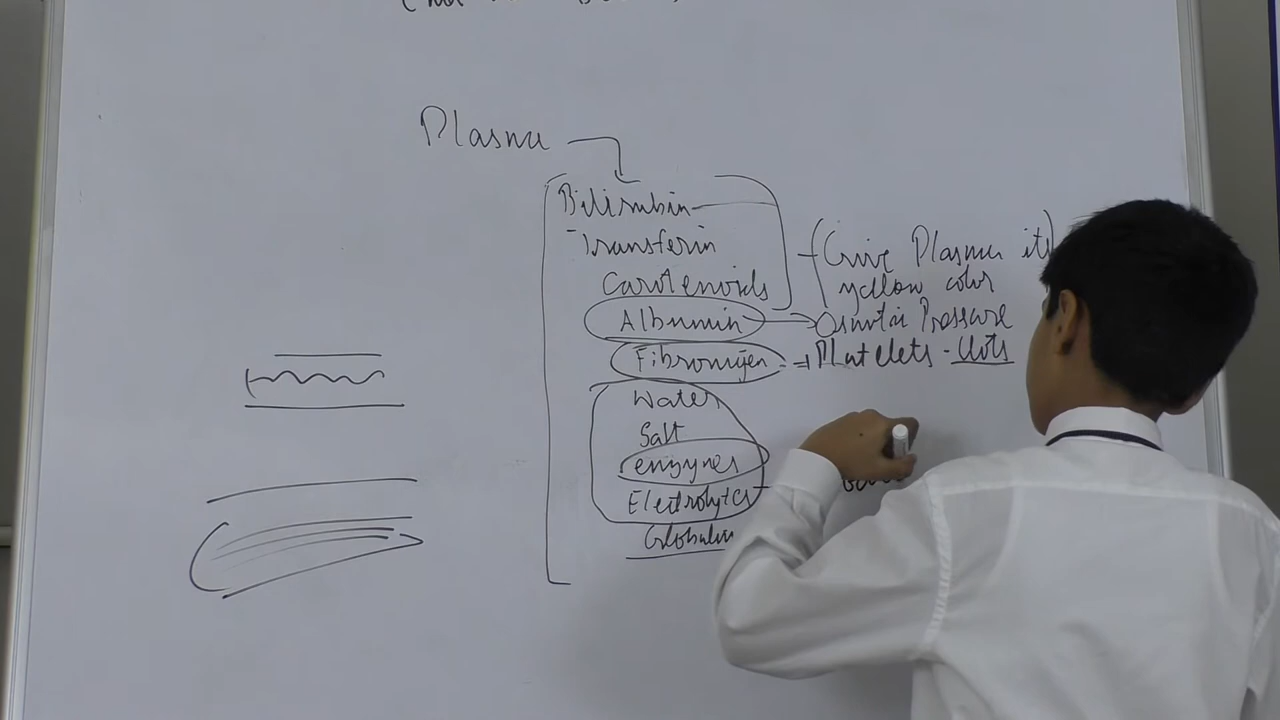 Plasma
Bilirubin
Transferin
Carotenoids
(Give Plasma its)
yellow color
Albumin Osmotic Pressure
Fibronigen Platelets - Clots
Water
Salt
enzymes
Electrolytes
Globulin